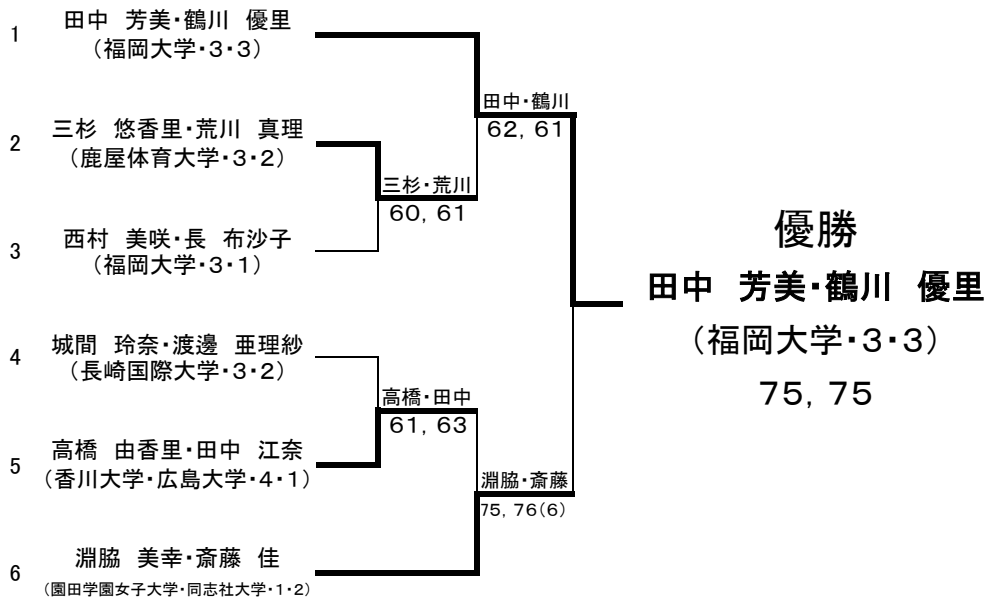 1 田中　芳美・鶴川　優里
（福岡大学・3・3）
田中・鶴川
62, 61
2 三杉　悠香里・荒川　真理
（鹿屋体育大学・3・2）
三杉・荒川
60, 61
3 西村　美咲・長　布沙子
（福岡大学・3・1）
優勝
田中　芳美・鶴川　優里
（福岡大学・3・3）
75, 75
4 城間　玲奈・渡邊　亜理紗
（長崎国際大学・3・2）
高橋・田中
61, 63
5 高橋　由香里・田中　江奈
（香川大学・広島大学・4・1）
淵脇・斎藤
75, 76(6)
6 淵脇　美幸・斎藤　佳
（園田学園女子大学・同志社大学・1・2）